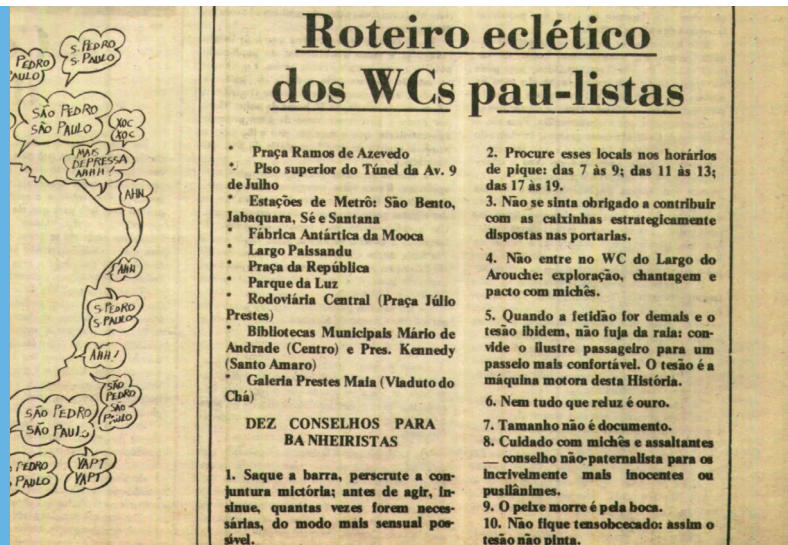 S. PEDRO
S. PAULO
PEDRO
PAULO
SÃO PEDRO
SÃO PAULO
XOC
XOC
MAIS
DEPRESSA
AHHH!
AHN
AHH
S. PEDRO
S. PAULO
AHH!
SÃO
PEDRO
SÃO
PAULO
SÃO PEDRO
SÃO PAULO
PEDRO
PAULO
YAPT
YAPT
Roteiro eclético
dos WCs pau-listas
* Praça Ramos de Azevedo
* Piso superior do Túnel da Av. 9
de Julho
* Estações de Metrô: São Bento,
Jabaquara, Sé e Santana
* Fábrica Antártica da Mooca
* Largo Paissandu
* Praça da República
* Parque da Luz
* Rodoviária Central (Praça Júlio
Prestes)
* Bibliotecas Municipais Mário de
Andrade (Centro) e Pres. Kennedy
(Santo Amaro)
* Galeria Prestes Maia (Viaduto do
Chá)
DEZ CONSELHOS PARA
BANHEIRISTAS
1. Saque a barra, perscrute a con-
juntura mictória; antes de agir, in-
sinue, quantas vezes forem neces-
sárias, do modo mais sensual pos-
sível.
2. Procure esses locais nos horários
de pique: das 7 às 9; das 11 às 13;
das 17 às 19.
3. Não se sinta obrigado a contribuir
com as caixinhas estrategicamente
dispostas nas portarias.
4. Não entre no WC do Largo do
Arouche: exploração, chantagem e
pacto com michês.
5. Quando a fetidão for demais e o
tesão ibidem, não fuja da raia: con-
vide o ilustre passageiro para um
passeio mais confortável. O tesão é a
máquina motora desta História.
6. Nem tudo que reluz é ouro.
7. Tamanho não é documento.
8. Cuidado com michês e assaltantes
__ conselho não-paternalista para os
incrivelmente mais inocentes ou
pusilânimes.
9. O peixe morre é pela boca.
10. Não fique tensobcecado: assim o
tesão não pinta.